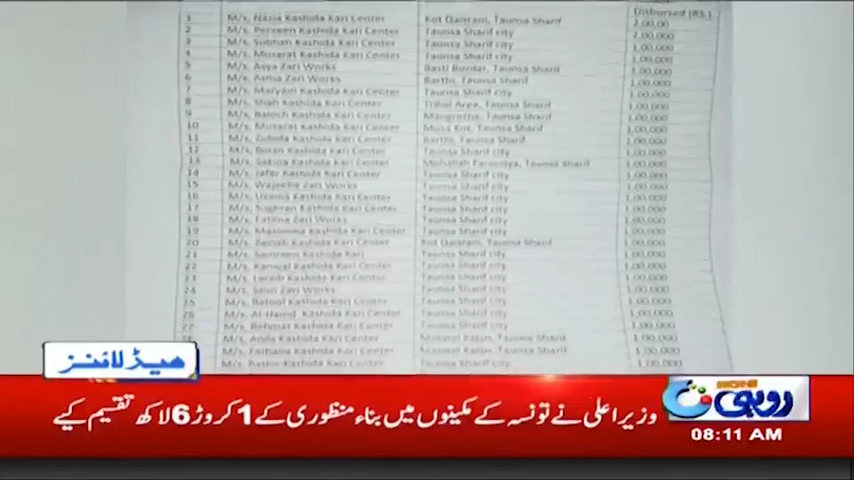 Disbursed (RS.)
1 M/s. Nazia Kashida Kari Center Kot Qanrani, Taunsa Sharif 2,00,00
2 M/s. Perveen Kashida Kari Center Taunsa Sharif city 2,00,000
3 M/s. Subhan Kashida Kari Center Taunsa Sharif city 1,00,000
4 M/s. Musarat Kashida Kari Center Taunsa Sharif city 1,00,000
5 M/s. Asya Zari Works Basti Buzdar, Taunsa Sharif 1,00,000
6 M/s. Asma Zari Works Barthi, Taunsa Sharif 1,00,000
7 M/s. Maryam Kashida Kari Center Taunsa Sharif city 1,00,000
8 M/s. Shah Kashida Kari Center Tribal Area, Taunsa Sharif 1,00,000
9 M/s. Baloch Kashida Kari Center Mangrotha, Taunsa Sharif 1,00,000
10 M/s. Musarat Kashida Kari Center Taunsa Sharif 1,00,000
11 M/s. Zubida Kashida Kari Center Barthi, Taunsa Sharif 1,00,000
12 M/s. Kashida Kari Center Taunsa Sharif city 1,00,000
13 M/s. Sakina Kashida Kari Center Mohallah Farooqiya, Taunsa Sharif 1,00,000
14 M/s. Jafar Kashida Kari Center Taunsa Sharif city 1,00,000
15 M/s. Wajeeha Zari Works Taunsa Sharif city 1,00,000
16 M/s. Kashida Kari Center Taunsa Sharif city 1,00,000
17 M/s. Sughran Kashida Kari Center Taunsa Sharif city 1,00,000
18 M/s. Fatima Zari Works Taunsa Sharif city 1,00,000
19 M/s. Kashida Kari Center Taunsa Sharif city 1,00,000
20 M/s. Zainab Kashida Kari Center Kot Qanrani, Taunsa Sharif 1,00,000
21 M/s. Samreen Kashida Kari Taunsa Sharif city 1,00,000
22 M/s. Kanwal Kashida Kari Center Taunsa Sharif city 1,00,000
23 M/s. Laraib Kashida Kari Center Taunsa Sharif city 1,00,000
24 M/s. Zari Works Taunsa Sharif city 1,00,000
25 M/s. Batool Kashida Kari Center Taunsa Sharif city 1,00,000
26 M/s. Kashida Kari Center Taunsa Sharif city 1,00,000
27 M/s. Rehmat Kashida Kari Center Taunsa Sharif city 1,00,000
28 M/s. Kashida Kari Center Taunsa Sharif 1,00,000
M/s. Farhana Kashida Kari Center Taunsa Sharif 1,00,000
M/s. Kashida Kari Center Taunsa Sharif city 1,00,000
ہیڈلائنز
وزیراعلیٰ نے تونسہ کے مکینوں میں بناء منظوری کے 1 کروڑ 6 لاکھ تقسیم کیے
ROHI
روہی
08:11 AM